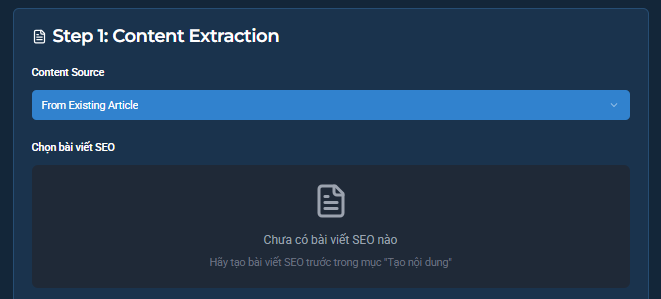 Step 1: Content Extraction
Content Source
From Existing Article
Chọn bài viết SEO
Chưa có bài viết SEO nào
Hãy tạo bài viết SEO trước trong mục "Tạo nội dung"